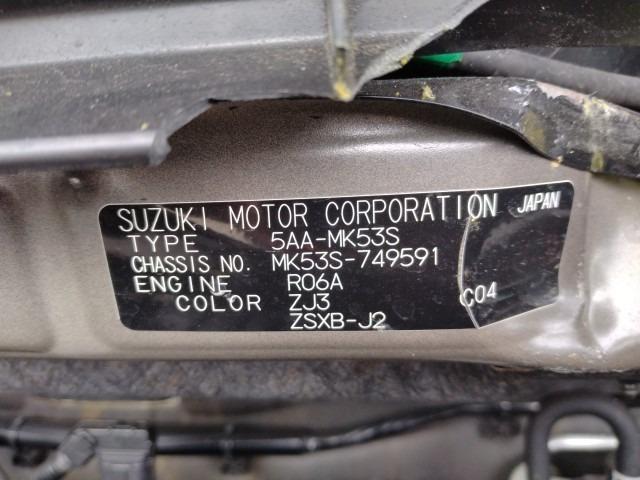 SUZUKI MOTOR CORPORATION JAPAN
TYPE 5AA-MK53S
CHASSIS NO. MK53S-749591
ENGINE R06A
COLOR ZJ3 C04
ZSXB-J2